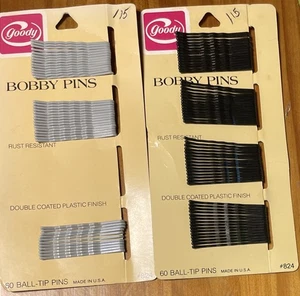 Goody
115
BOBBY PINS
RUST RESISTANT
DOUBLE COATED PLASTIC FINISH
60 BALL-TIP PINS MADE IN U.S.A.
Goody
115
BOBBY PINS
RUST RESISTANT
DOUBLE COATED PLASTIC FINISH
60 BALL-TIP PINS MADE IN U.S.A. #824